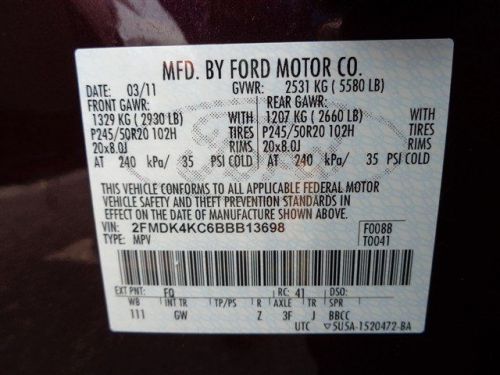 MFD. BY FORD MOTOR CO.
DATE: 03/11 GVWR: 2531 KG ( 5580 LB)
FRONT GAWR: REAR GAWR:
1329 KG ( 2930 LB) WITH 1207 KG ( 2660 LB) WITH
P245/50R20 102H TIRES P245/50R20 102H TIRES
20x8.0J RIMS 20x8.0J RIMS
AT 240 kPa/ 35 PSI COLD AT 240 kPa/ 35 PSI COLD
THIS VEHICLE CONFORMS TO ALL APPLICABLE FEDERAL MOTOR
VEHICLE SAFETY AND THEFT PREVENTION STANDARDS IN
EFFECT ON THE DATE OF MANUFACTURE SHOWN ABOVE.
VIN: 2FMDK4KC6BBB13698 F0088
TYPE: MPV T0041
EXT PNT: FQ RC: 41 DSO:
WB INT TR TP/PS R AXLE TR SPR
111 GW Z 3F J BBCC
UTC 5U5A-1520472-BA